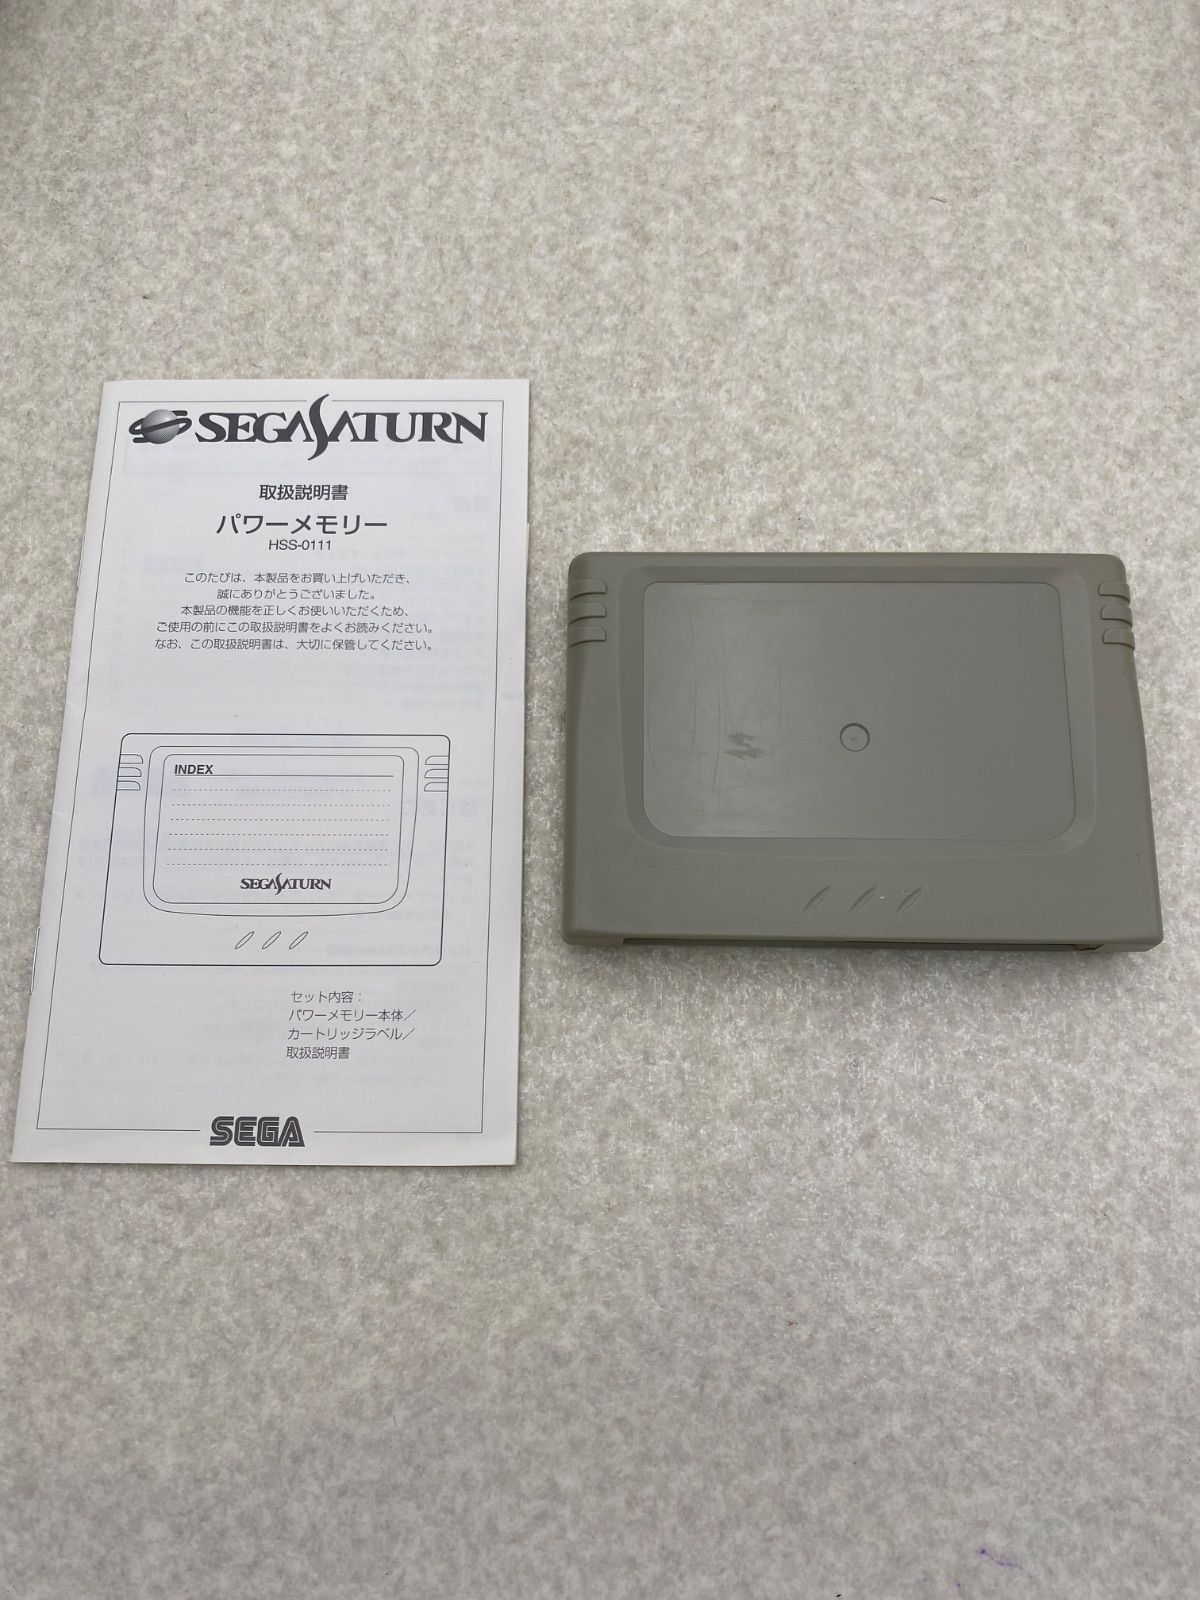 SEGA SATURN
取扱説明書
パワーメモリー
HSS-0111
このたびは、本製品をお買い上げいただき、
誠にありがとうございました。
本製品の機能を正しくお使いいただくため、
ご使用の前にこの取扱説明書をよくお読みください。
なお、この取扱説明書は、大切に保管してください。
INDEX
SEGA SATURN
セット内容：
パワーメモリー本体／
カートリッジラベル／
取扱説明書
SEGA